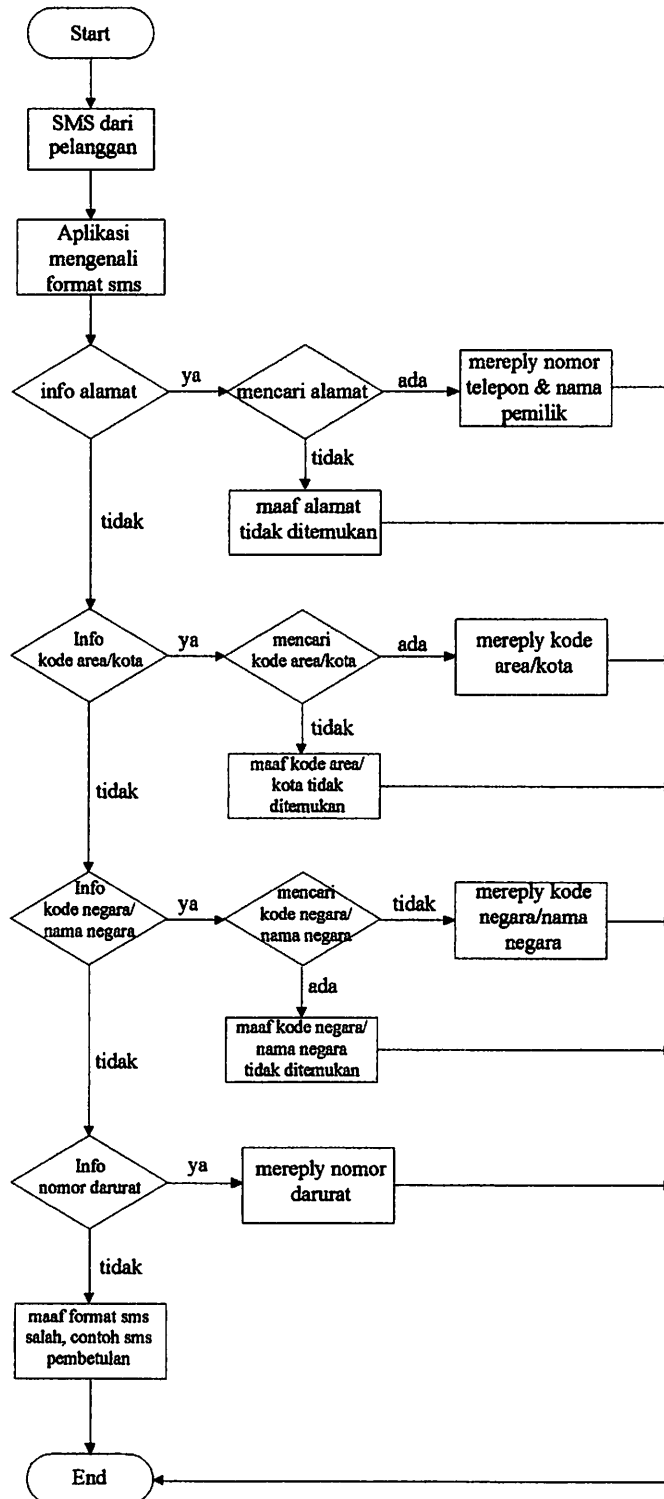 Start
SMS dari
pelanggan
Aplikasi
mengenali
format sms
info alamat
ya
mencari alamat
ada
mereply nomor
telepon & nama
pemilik
tidak
maaf alamat
tidak ditemukan
tidak
Info
kode area/kota
ya
mencari
kode area/kota
ada
mereply kode
area/kota
tidak
maaf kode area/
kota tidak
ditemukan
tidak
Info
kode negara/
nama negara
ya
mencari
kode negara/
nama negara
tidak
mereply kode
negara/nama
negara
ada
maaf kode negara/
nama negara
tidak ditemukan
tidak
Info
nomor darurat
ya
mereply nomor
darurat
tidak
maaf format sms
salah, contoh sms
pembetulan
End